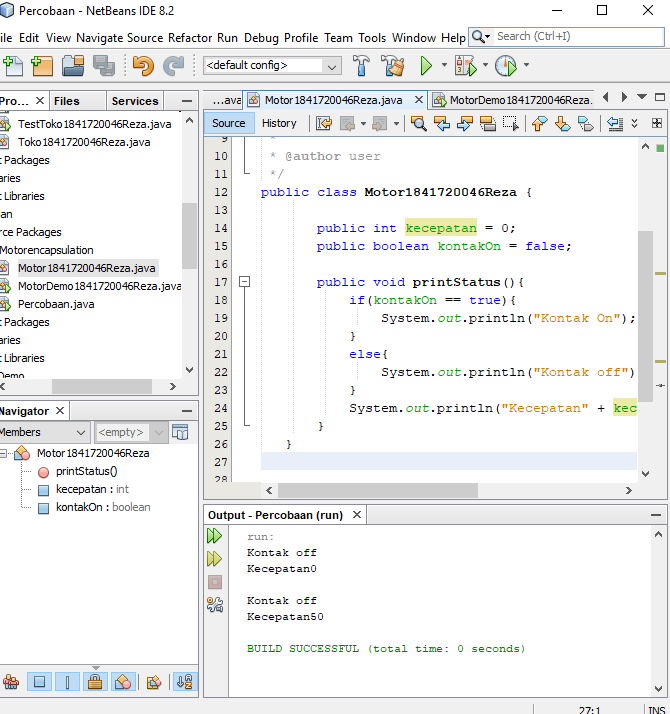 Percobaan - NetBeans IDE 8.2
ile Edit View Navigate Source Refactor Run Debug Profile Team Tools Window Help
Search (Ctrl+I)
<default config>
Pro... Files Services
...ava Motor1841720046Reza.java MotorDemo1841720046Reza.
Source History
TestToko1841720046Reza.java
Toko1841720046Reza.java
t Packages
aries
t Libraries
an
rce Packages
Motorencapsulation
Motor1841720046Reza.java
MotorDemo1841720046Reza.java
Percobaan.java
t Packages
aries
t Libraries
Demo
9 *
10 * @author user
11 */
12 public class Motor1841720046Reza {
13
14 public int kecepatan = 0;
15 public boolean kontakOn = false;
16
17 public void printStatus(){
18 if(kontakOn == true){
19 System.out.println("Kontak On");
20 }
21 else{
22 System.out.println("Kontak off")
23 }
24 System.out.println("Kecepatan" + kec
25 }
26 }
27
28
Navigator
Members <empty>
Motor1841720046Reza
printStatus()
kecepatan : int
kontakOn : boolean
Output - Percobaan (run)
run:
Kontak off
Kecepatan0
Kontak off
Kecepatan50
BUILD SUCCESSFUL (total time: 0 seconds)
27:1 INS